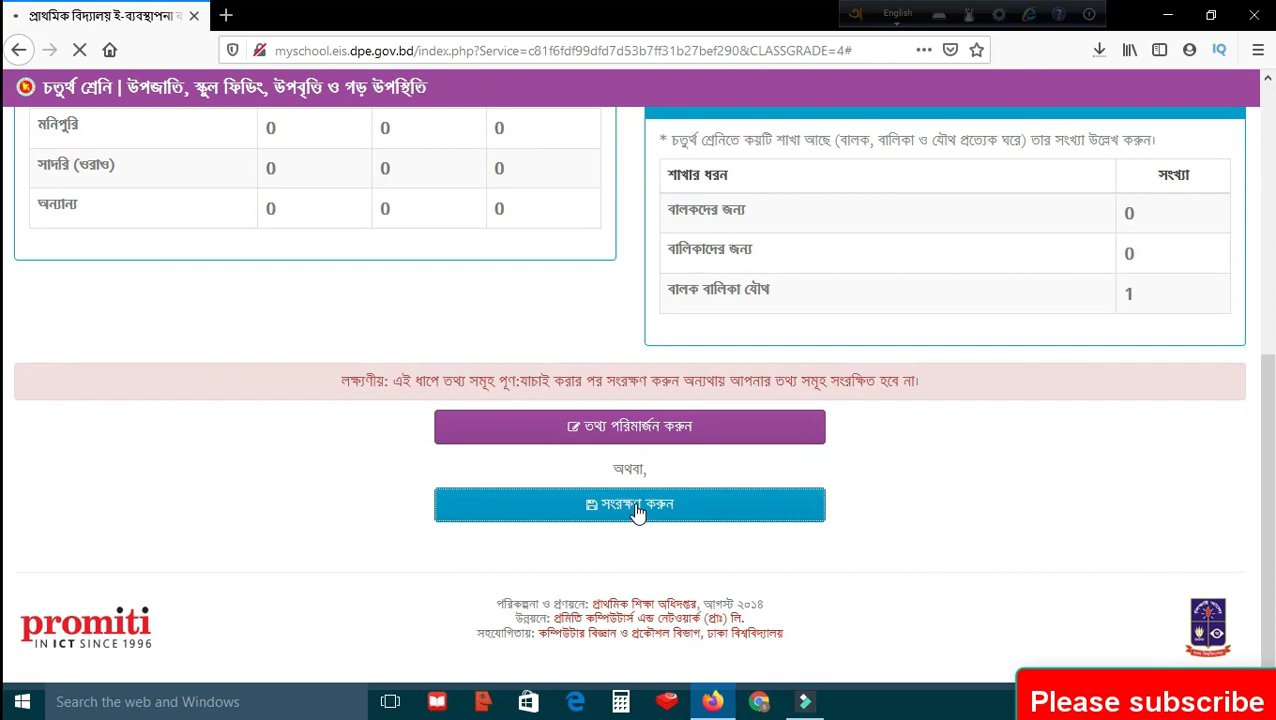 প্রাথমিক বিদ্যালয় ই-ব্যবস্থাপনা
English
myschool.eis.dpe.gov.bd/index.php?Service=c81f6fdf99dfd7d53b7ff31b27bef290&CLASSGRADE=4#
চতুর্থ শ্রেনি | উপজাতি, স্কুল ফিডিং, উপবৃত্তি ও গড় উপস্থিতি
মনিপুরি 0 0 0
সাদরি (ওরাও) 0 0 0
অন্যান্য 0 0 0
* চতুর্থ শ্রেনিতে কয়টি শাখা আছে (বালক, বালিকা ও যৌথ প্রত্যেক ঘরে) তার সংখ্যা উল্লেখ করুন।
শাখার ধরন সংখ্যা
বালকদের জন্য 0
বালিকাদের জন্য 0
বালক বালিকা যৌথ 1
লক্ষ্যণীয়: এই ধাপে তথ্য সমূহ পূণ:যাচাই করার পর সংরক্ষণ করুন অন্যথায় আপনার তথ্য সমূহ সংরক্ষিত হবে না।
তথ্য পরিমার্জন করুন
অথবা,
সংরক্ষণ করুন
promiti
IN ICT SINCE 1996
পরিকল্পনা ও প্রণয়নে: প্রাথমিক শিক্ষা অধিদপ্তর, আগস্ট ২০১৪
উন্নয়নে: প্রমিতি কম্পিউটার্স এন্ড নেটওয়ার্ক (প্রাঃ) লি.
সহযোগিতায়: কম্পিউটার বিজ্ঞান ও প্রকৌশল বিভাগ, ঢাকা বিশ্ববিদ্যালয়
Search the web and Windows
Please subscribe